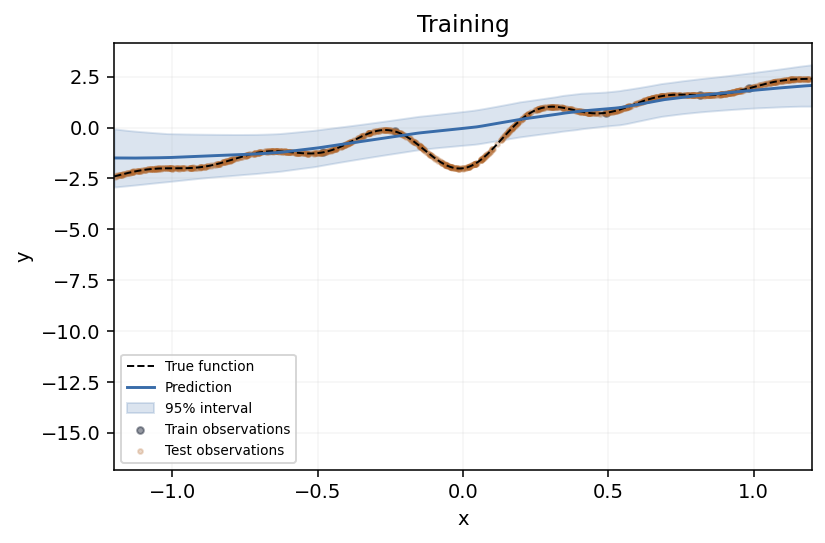 Training
2.5
0.0
−2.5
−5.0
−7.5
−10.0
−12.5
−15.0
y
True function
Prediction
95% interval
Train observations
Test observations
−1.0 −0.5 0.0 0.5 1.0
x